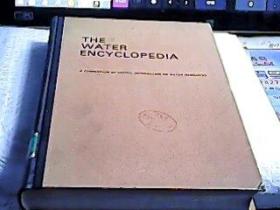 THE
WATER
ENCYCLOPEDIA
A COMPENDIUM OF USEFUL INFORMATION ON WATER RESOURCES